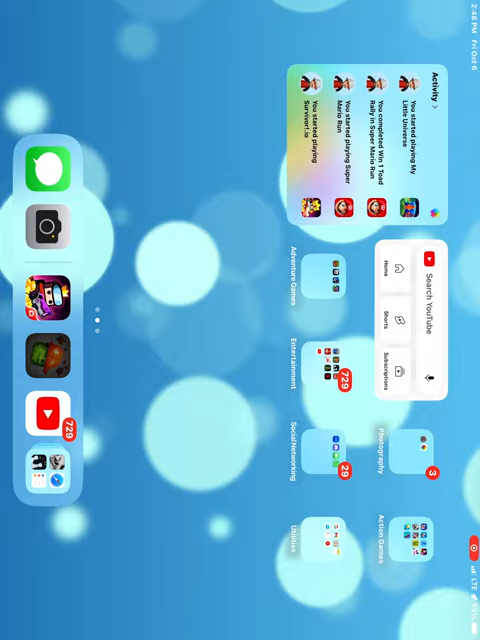 2:48 PM Fri Oct 6
LTE 91%
Activity >
You started playing My
Little Universe
You completed Win 1 Toad
Rally in Super Mario Run
You started playing Super
Mario Run
You started playing
Survivor!.io
Search YouTube
Home
Shorts
Subscriptions
3
Photography
Action Games
Adventure Games
729
Entertainment
29
Social Networking
Utilities
729